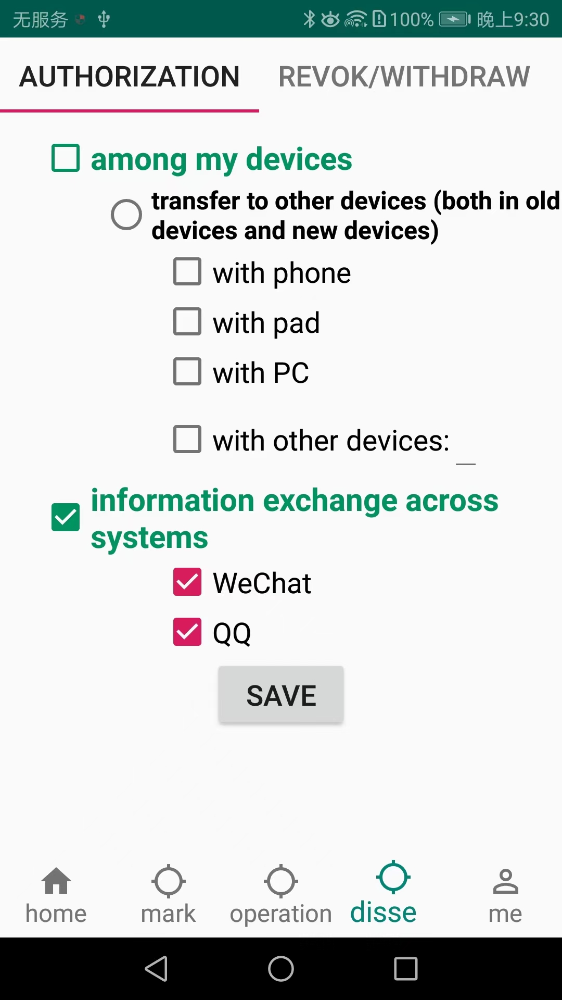 无服务 100% 晚上9:30
AUTHORIZATION REVOK/WITHDRAW
among my devices
transfer to other devices (both in old
devices and new devices)
with phone
with pad
with PC
with other devices:
information exchange across
systems
WeChat
QQ
SAVE
home mark operation disse me